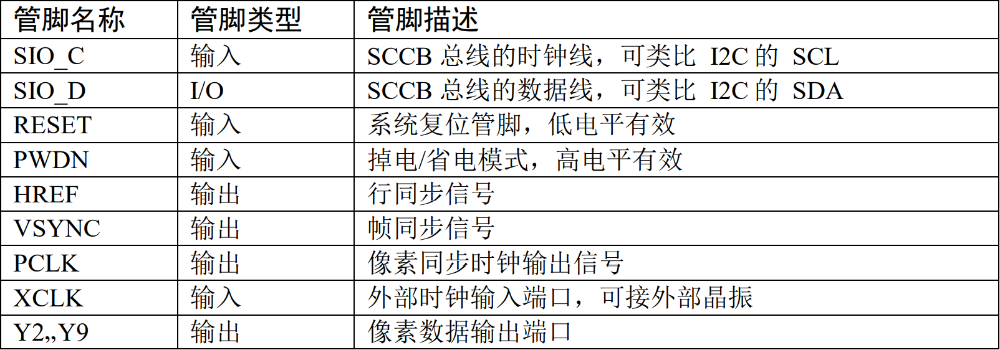 管脚名称 管脚类型 管脚描述
SIO_C 输入 SCCB 总线的时钟线，可类比 I2C 的 SCL
SIO_D I/O SCCB 总线的数据线，可类比 I2C 的 SDA
RESET 输入 系统复位管脚，低电平有效
PWDN 输入 掉电/省电模式，高电平有效
HREF 输出 行同步信号
VSYNC 输出 帧同步信号
PCLK 输出 像素同步时钟输出信号
XCLK 输入 外部时钟输入端口，可接外部晶振
Y2„Y9 输出 像素数据输出端口